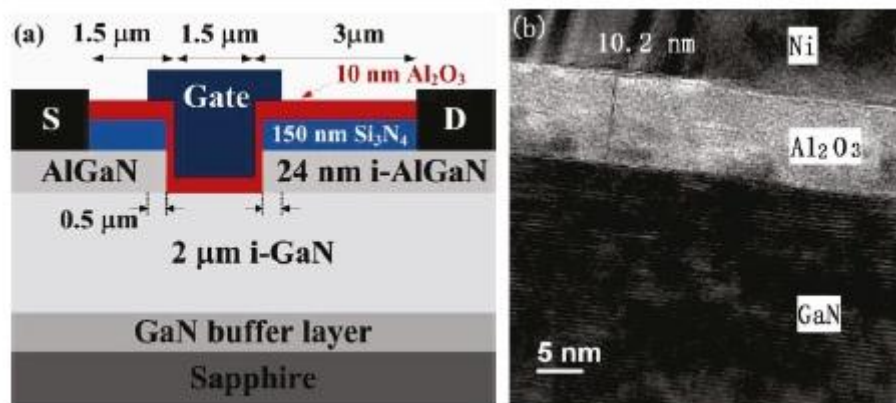 (a)
1.5 μm 1.5 μm 3μm
10 nm Al₂O₃
Gate
S
D
150 nm Si₃N₄
AlGaN
24 nm i-AlGaN
0.5 μm
2 μm i-GaN
GaN buffer layer
Sapphire
(b)
10.2 nm
Ni
Al₂O₃
GaN
5 nm